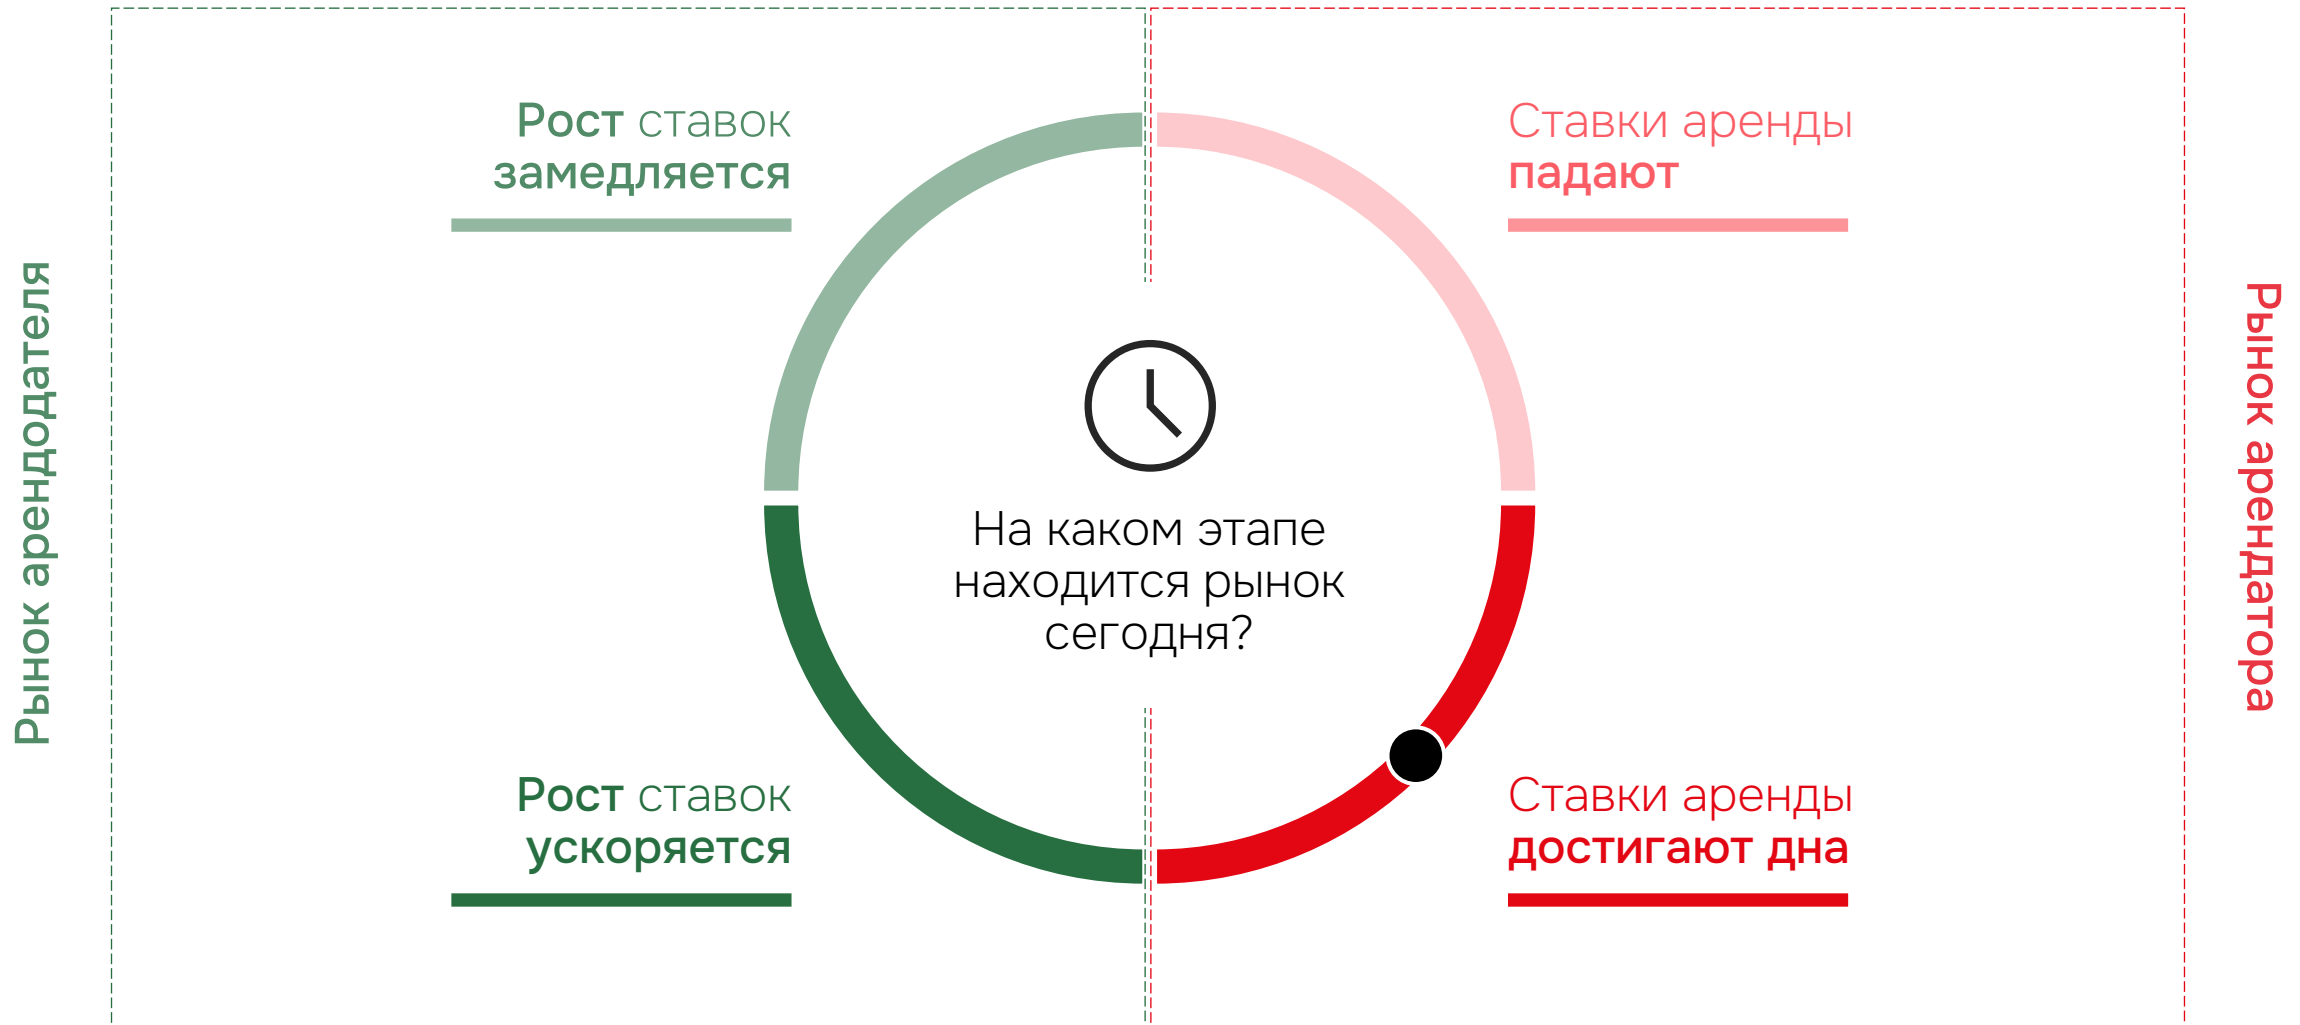 Рост ставок
замедляется
Ставки аренды
падают
Рынок арендодателя
На каком этапе
находится рынок
сегодня?
Рынок арендатора
Рост ставок
ускоряется
Ставки аренды
достигают дна